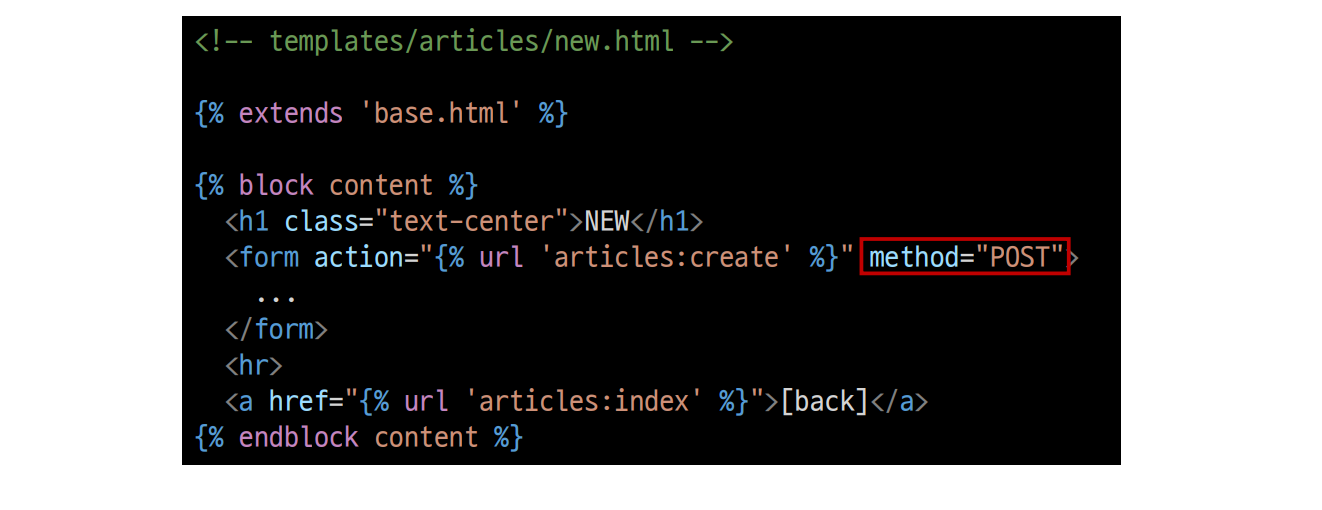 <!-- templates/articles/new.html -->
{% extends 'base.html' %}
{% block content %}
<h1 class="text-center">NEW</h1>
<form action="{% url 'articles:create' %}" method="POST">
...
</form>
<hr>
<a href="{% url 'articles:index' %}">[back]</a>
{% endblock content %}